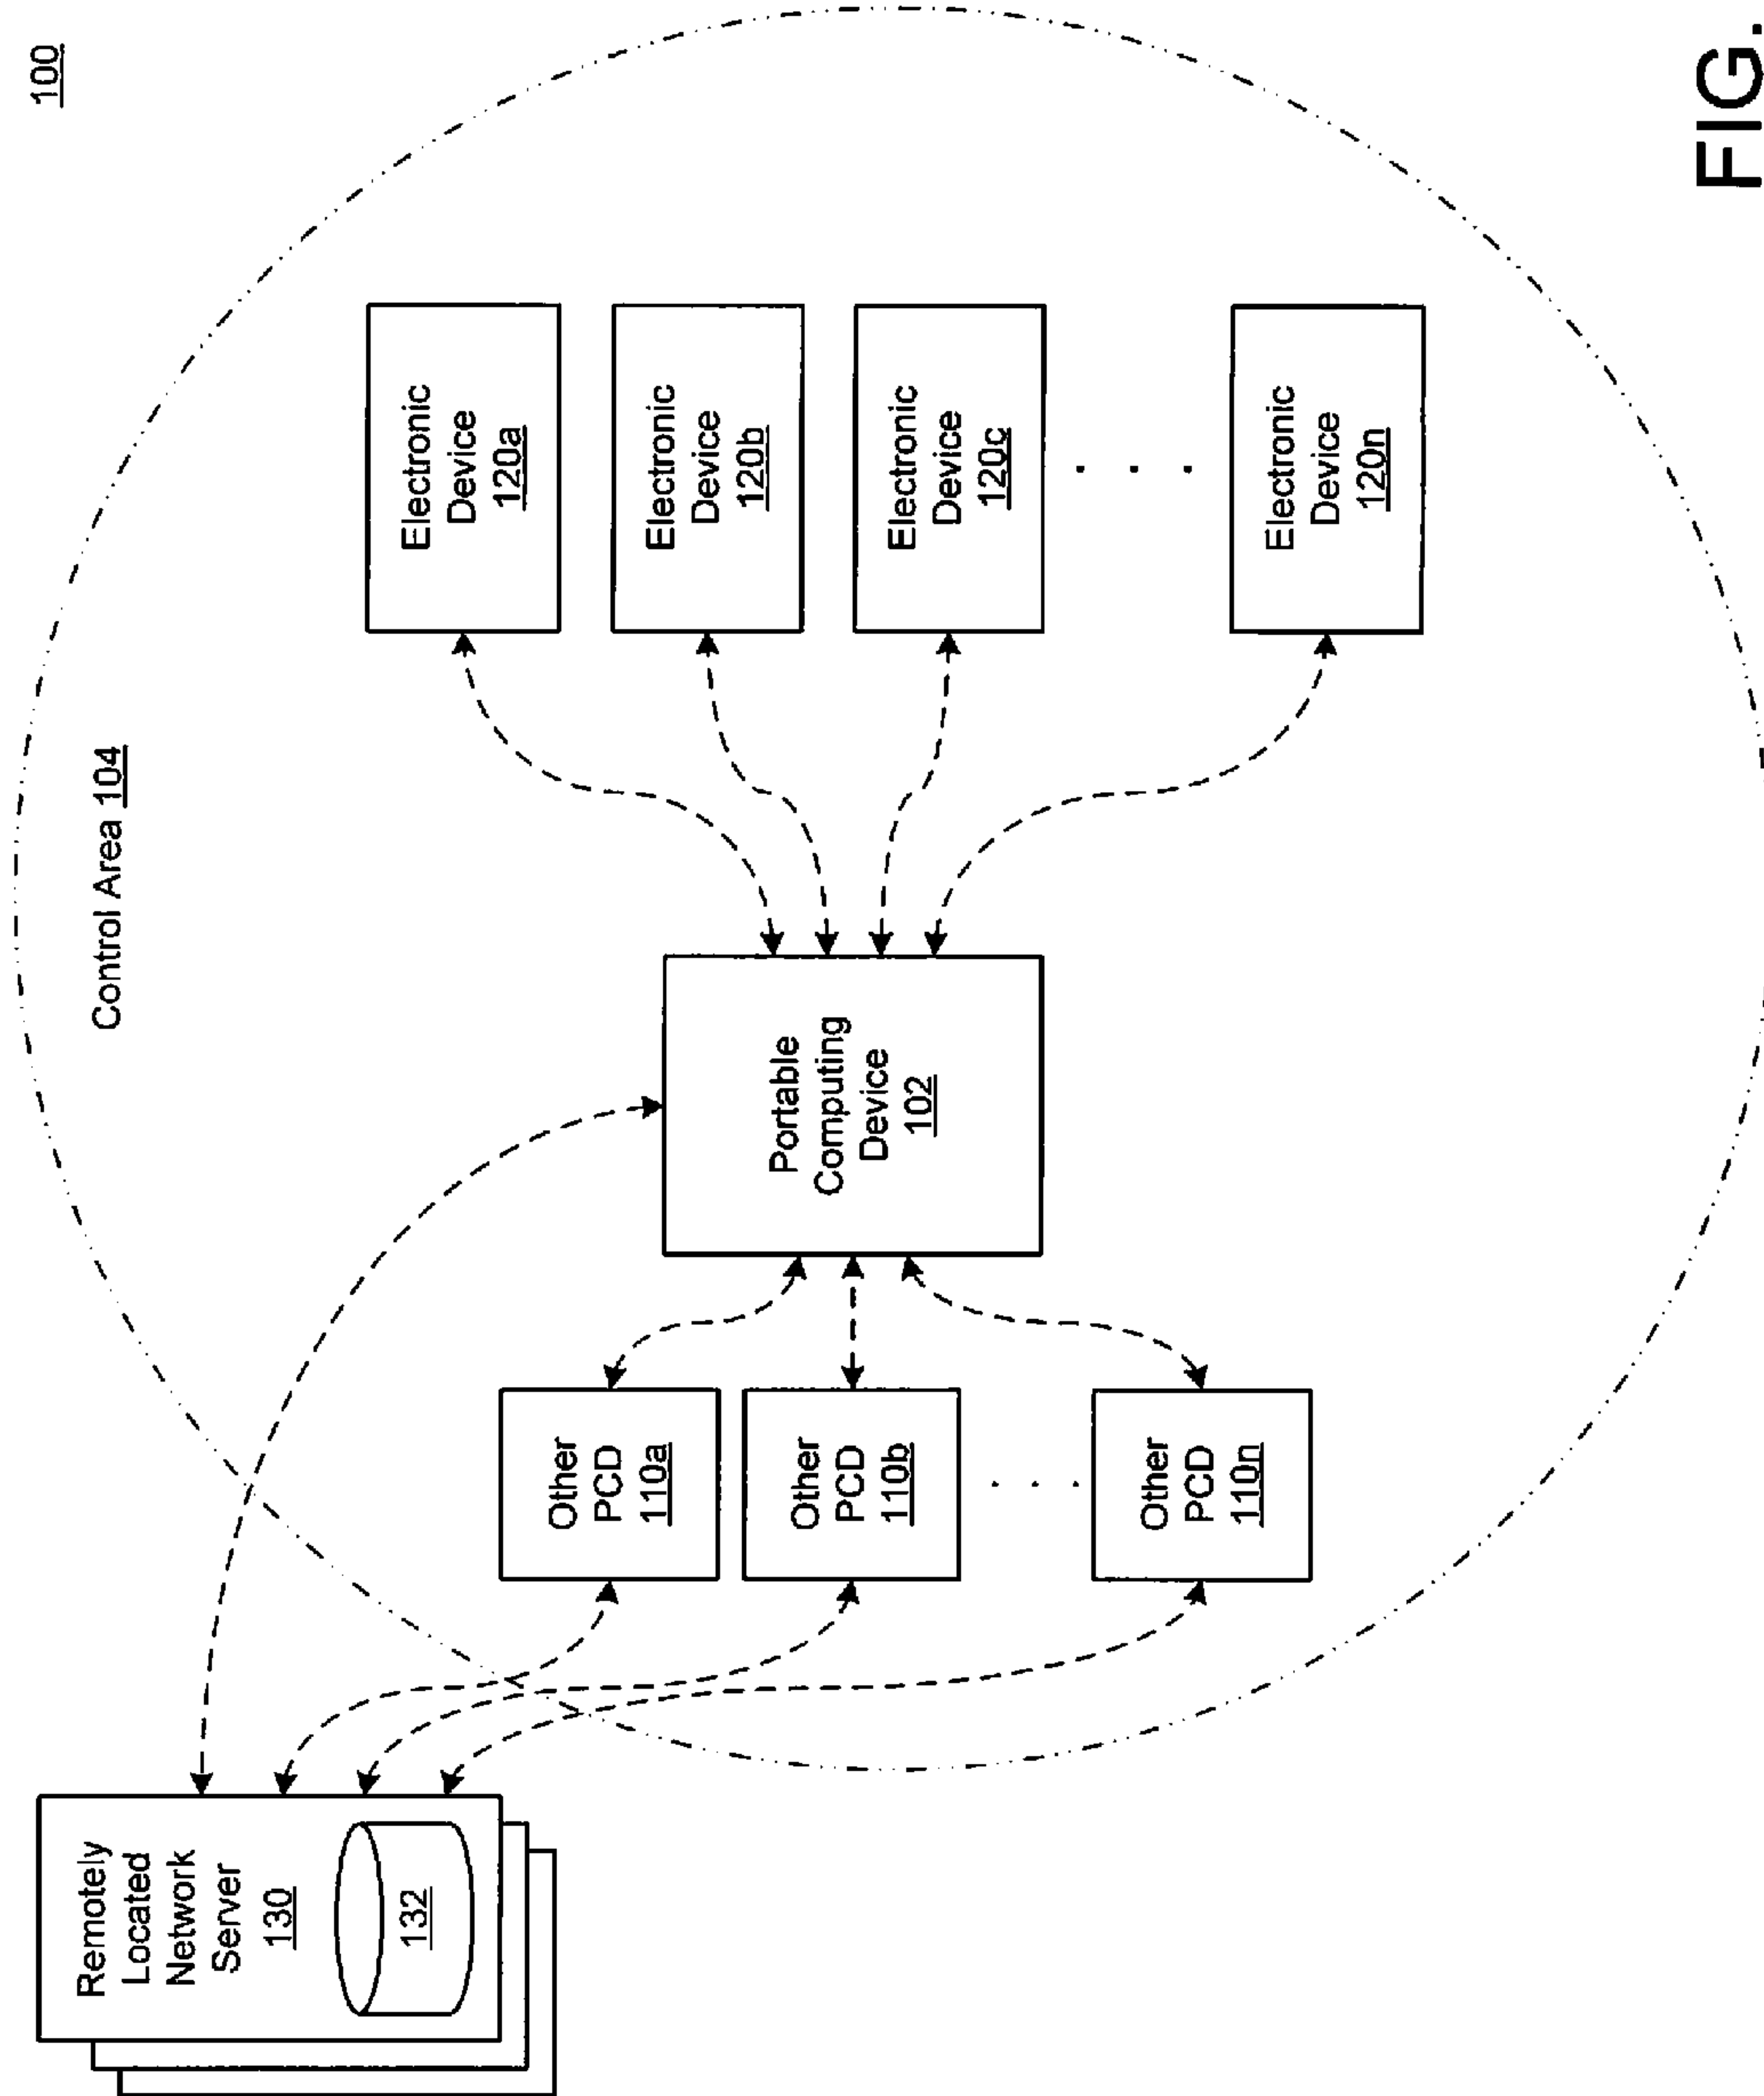 100
Control Area 104
Remotely
Located
Network
Server
130
132
Other
PCD
110a
Other
PCD
110b
. . . .
Other
PCD
110n
Portable
Computing
Device
102
Electronic
Device
120a
Electronic
Device
120b
Electronic
Device
120c
. . . .
Electronic
Device
120n
FIG.